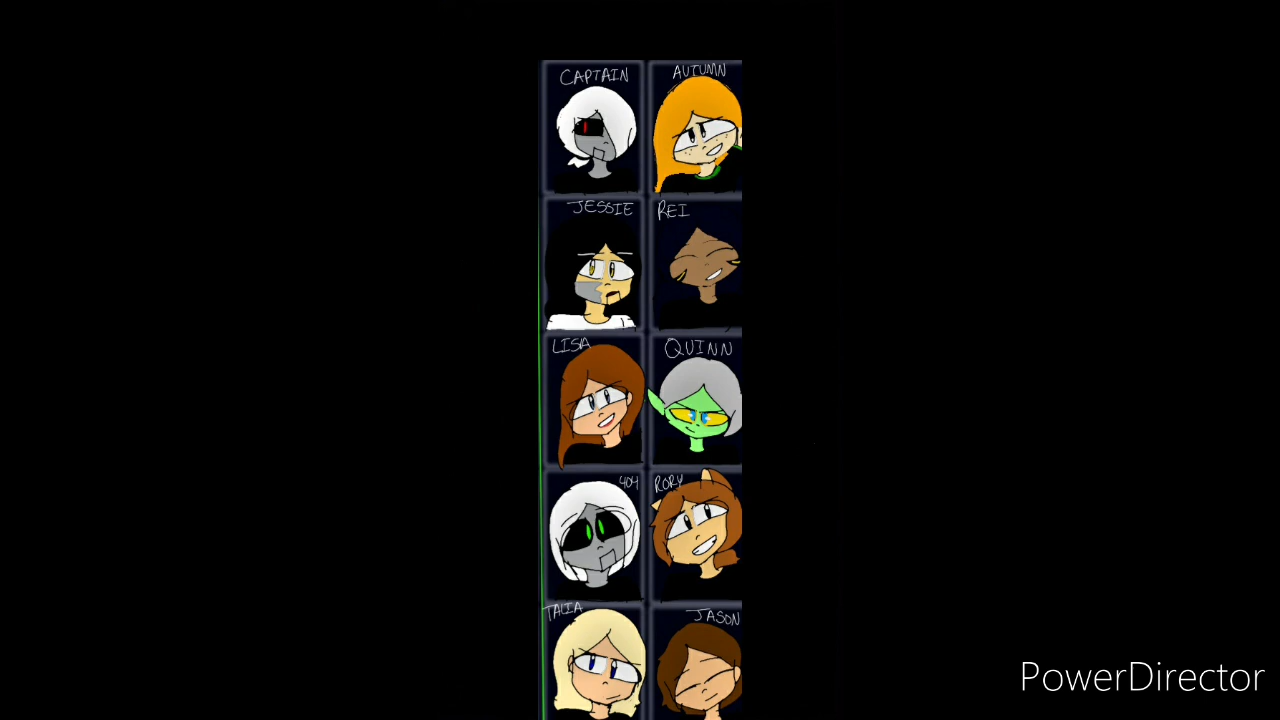 CAPTAIN
AUTUMN
JESSIE
REI
LISA
QUINN
404
RORY
TALIA
JASON
PowerDirector